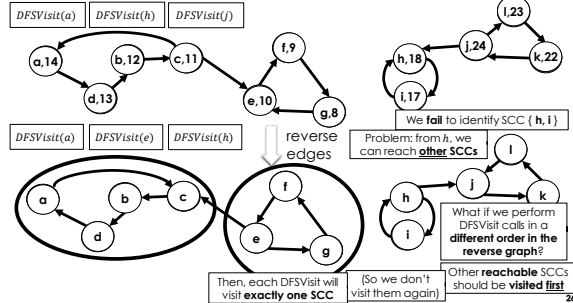 DFSVisit(a)
DFSVisit(h)
DFSVisit(j)
a,14
b,12
c,11
d,13
f,9
e,10
g,8
l,23
j,24
k,22
h,18
i,17
We fail to identify SCC { h, i }
Problem: from h, we
can reach other SCCs
DFSVisit(a)
DFSVisit(e)
DFSVisit(h)
reverse
edges
a
b
c
d
f
e
g
l
j
k
h
i
What if we perform
DFSVisit calls in a
different order in the
reverse graph?
Then, each DFSVisit will
visit exactly one SCC
(So we don't
visit them again)
Other reachable SCCs
should be visited first